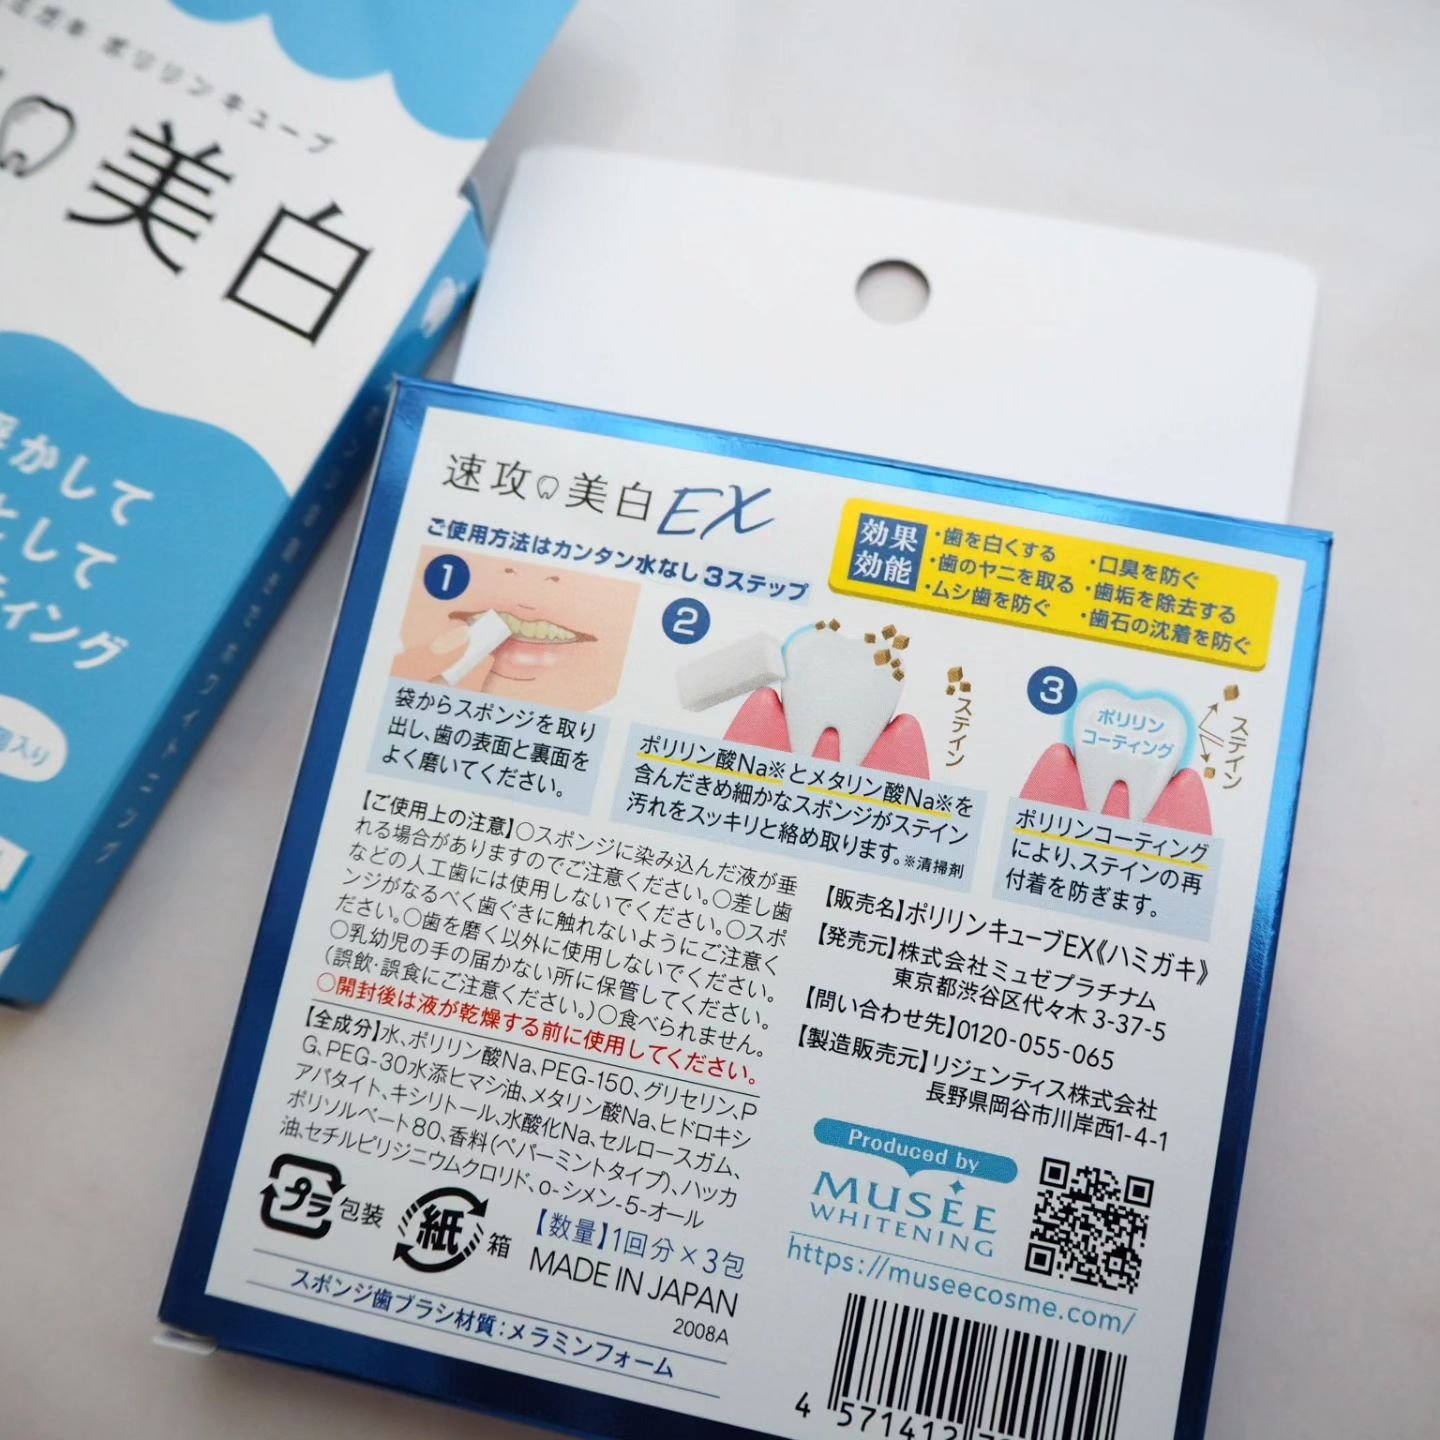 ミガキ ポリリンキューブ
美白
浮かして
として
ティング
個入り
速攻美白EX
ご使用方法はカンタン水なし3ステップ
効果
効能
・歯を白くする
・歯のヤニを取る
・ムシ歯を防ぐ
・口臭を防ぐ
・歯垢を除去する
・歯石の沈着を防ぐ
1
袋からスポンジを取り
出し、歯の表面と裏面を
よく磨いてください。
2
ステイン
ポリリン酸Na※とメタリン酸Na※を
含んだきめ細かなスポンジがステイン
汚れをスッキリと絡め取ります。※清掃剤
3
ポリリン
コーティング
ステイン
ポリリンコーティング
により、ステインの再
付着を防ぎます。
【ご使用上の注意】○スポンジに染み込んだ液が垂
れる場合がありますのでご注意ください。○差し歯
などの人工歯には使用しないでください。○スポ
ンジがなるべく歯ぐきに触れないようにご注意く
ださい。○歯を磨く以外に使用しないでください。
○乳幼児の手の届かない所に保管してください。
(誤飲・誤食にご注意ください。)○食べられません。
○開封後は液が乾燥する前に使用してください。
【全成分】水、ポリリン酸Na、PEG-150、グリセリン、P
G、PEG-30水添ヒマシ油、メタリン酸Na、ヒドロキシ
アパタイト、キシリトール、水酸化Na、セルロースガム、
ポリソルベート80、香料(ペパーミントタイプ)、ハッカ
油、セチルピリジニウムクロリド、o-シメン-5-オール
プラ 包装
紙 箱
【数量】1回分×3包
MADE IN JAPAN
2008A
スポンジ歯ブラシ材質：メラミンフォーム
【販売名】ポリリンキューブEX《ハミガキ》
【発売元】株式会社ミュゼプラチナム
東京都渋谷区代々木 3-37-5
【問い合わせ先】0120-055-065
【製造販売元】リジェンティス株式会社
長野県岡谷市川岸西1-4-1
Produced by
MUSÉE
WHITENING
https://museecosme.com/
4 571412